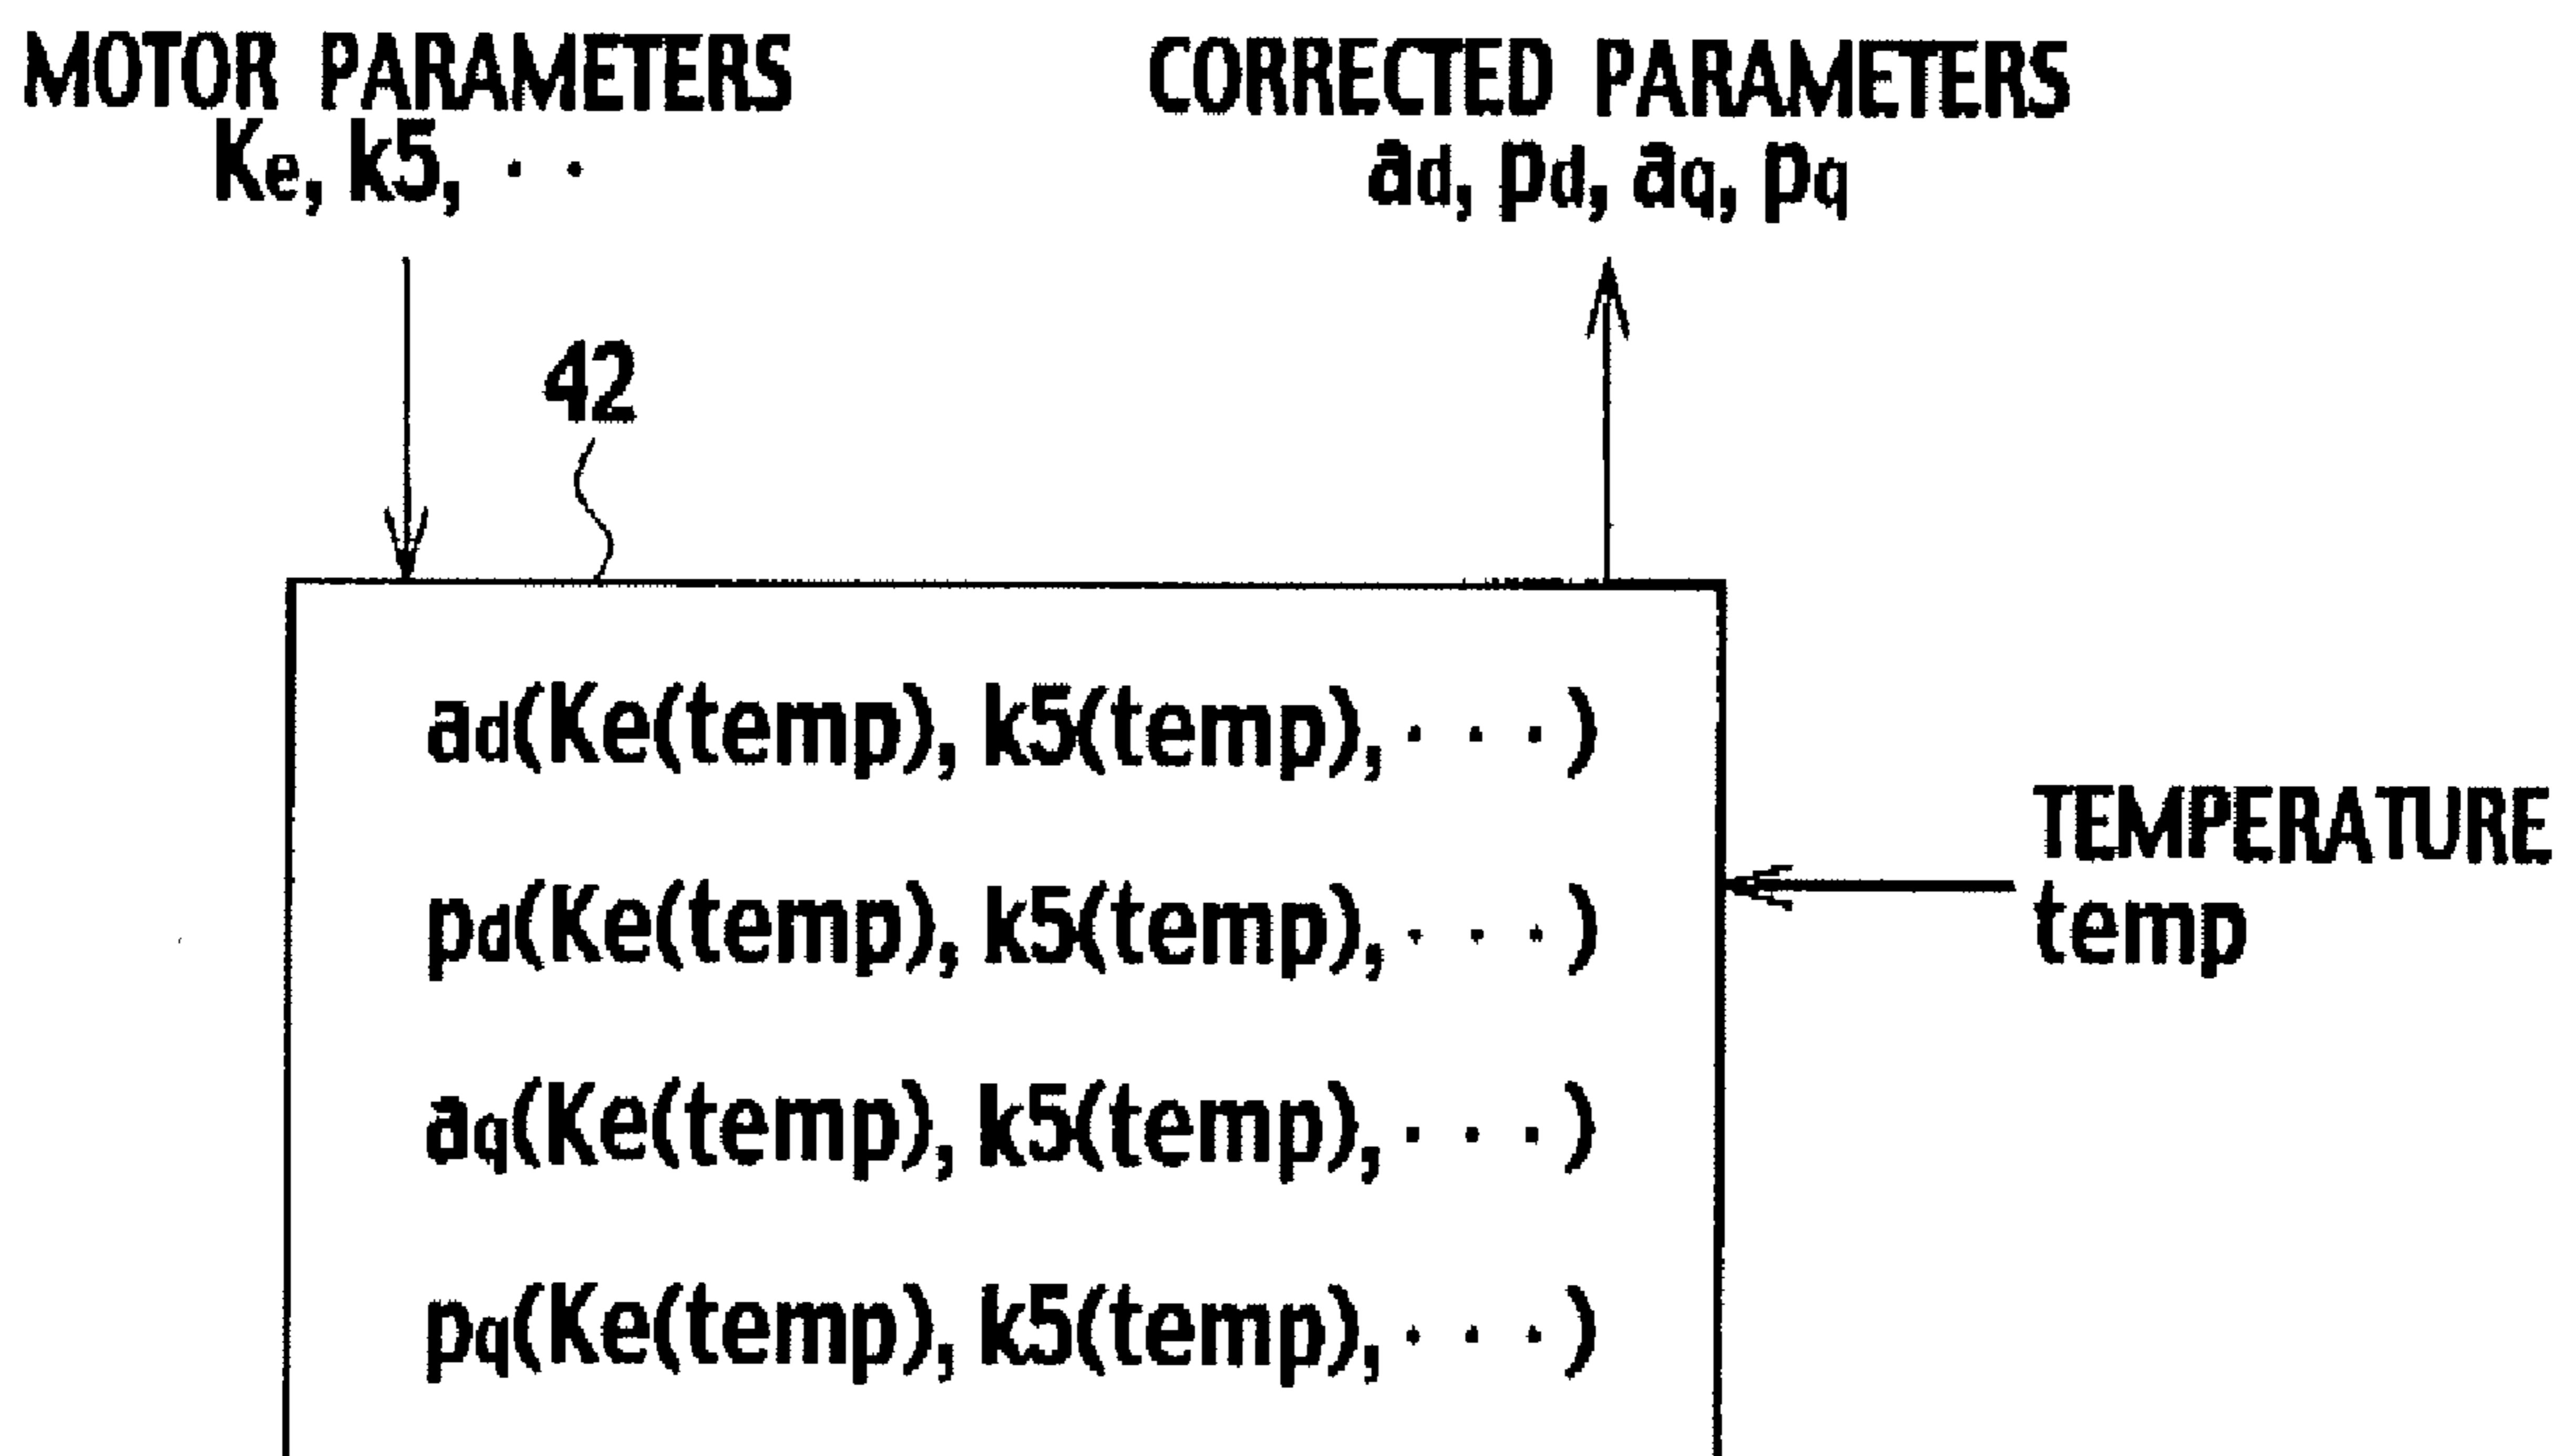 MOTOR PARAMETERS
Ke, k5, · ·
CORRECTED PARAMETERS
ad, pd, aq, pq
42
ad(Ke(temp), k5(temp), · · · )
pd(Ke(temp), k5(temp), · · · )
aq(Ke(temp), k5(temp), · · · )
pq(Ke(temp), k5(temp), · · · )
TEMPERATURE
temp